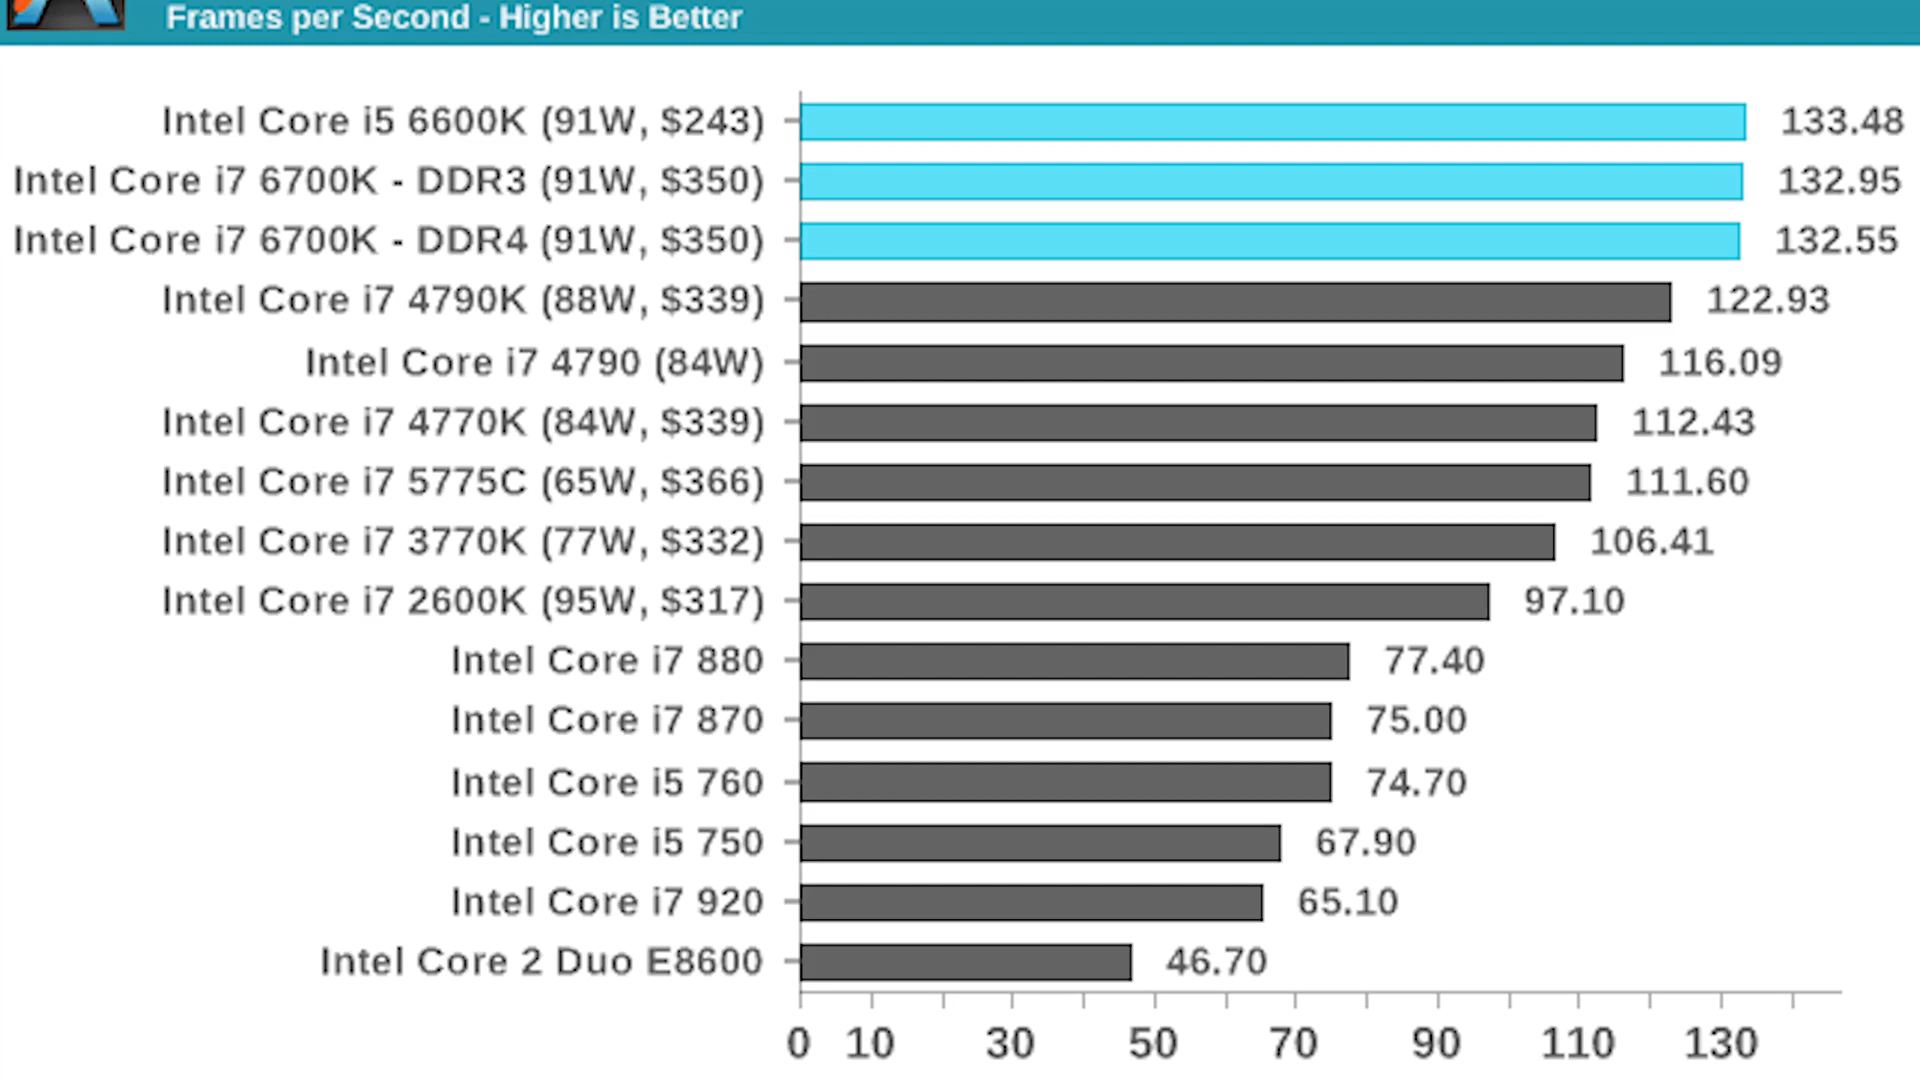 Frames per Second - Higher is Better
Intel Core i5 6600K (91W, $243) 133.48
Intel Core i7 6700K - DDR3 (91W, $350) 132.95
Intel Core i7 6700K - DDR4 (91W, $350) 132.55
Intel Core i7 4790K (88W, $339) 122.93
Intel Core i7 4790 (84W) 116.09
Intel Core i7 4770K (84W, $339) 112.43
Intel Core i7 5775C (65W, $366) 111.60
Intel Core i7 3770K (77W, $332) 106.41
Intel Core i7 2600K (95W, $317) 97.10
Intel Core i7 880 77.40
Intel Core i7 870 75.00
Intel Core i5 760 74.70
Intel Core i5 750 67.90
Intel Core i7 920 65.10
Intel Core 2 Duo E8600 46.70
0 10 30 50 70 90 110 130